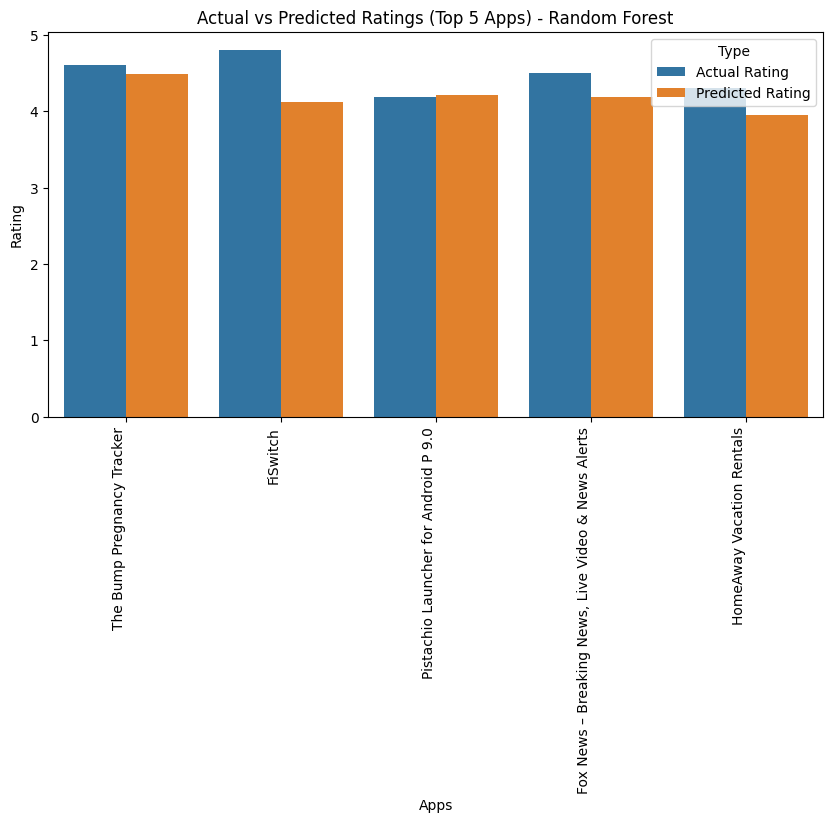 Actual vs Predicted Ratings (Top 5 Apps) - Random Forest
Type
Actual Rating
Predicted Rating
Rating
5
4
3
2
1
0
The Bump Pregnancy Tracker
FiSwitch
Pistachio Launcher for Android P 9.0
Fox News – Breaking News, Live Video & News Alerts
HomeAway Vacation Rentals
Apps